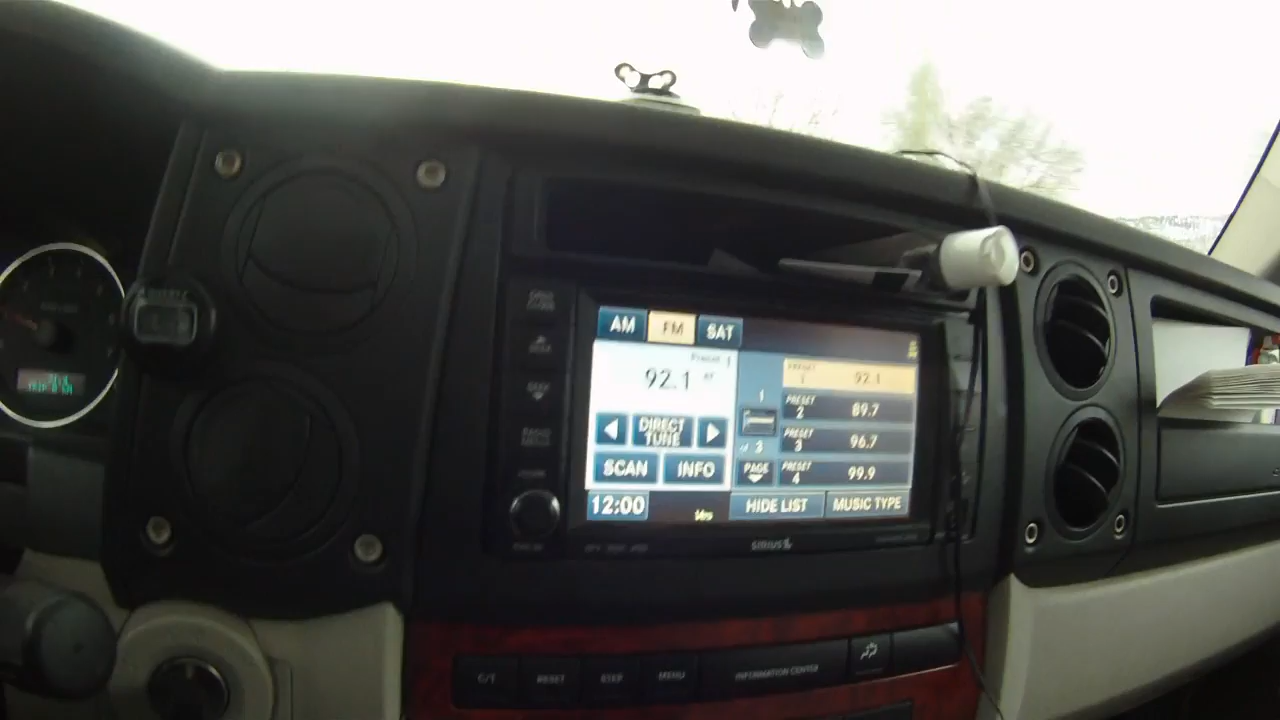 AM FM SAT
Preset 1
92.1
DIRECT
TUNE
SCAN INFO
12:00
1
of 3
PAGE
PRESET
1 92.1
PRESET
2 89.7
PRESET
3 96.7
PRESET
4 99.9
HIDE LIST MUSIC TYPE
SIRIUS
C/T RESET STEP MENU INFORMATION CENTER